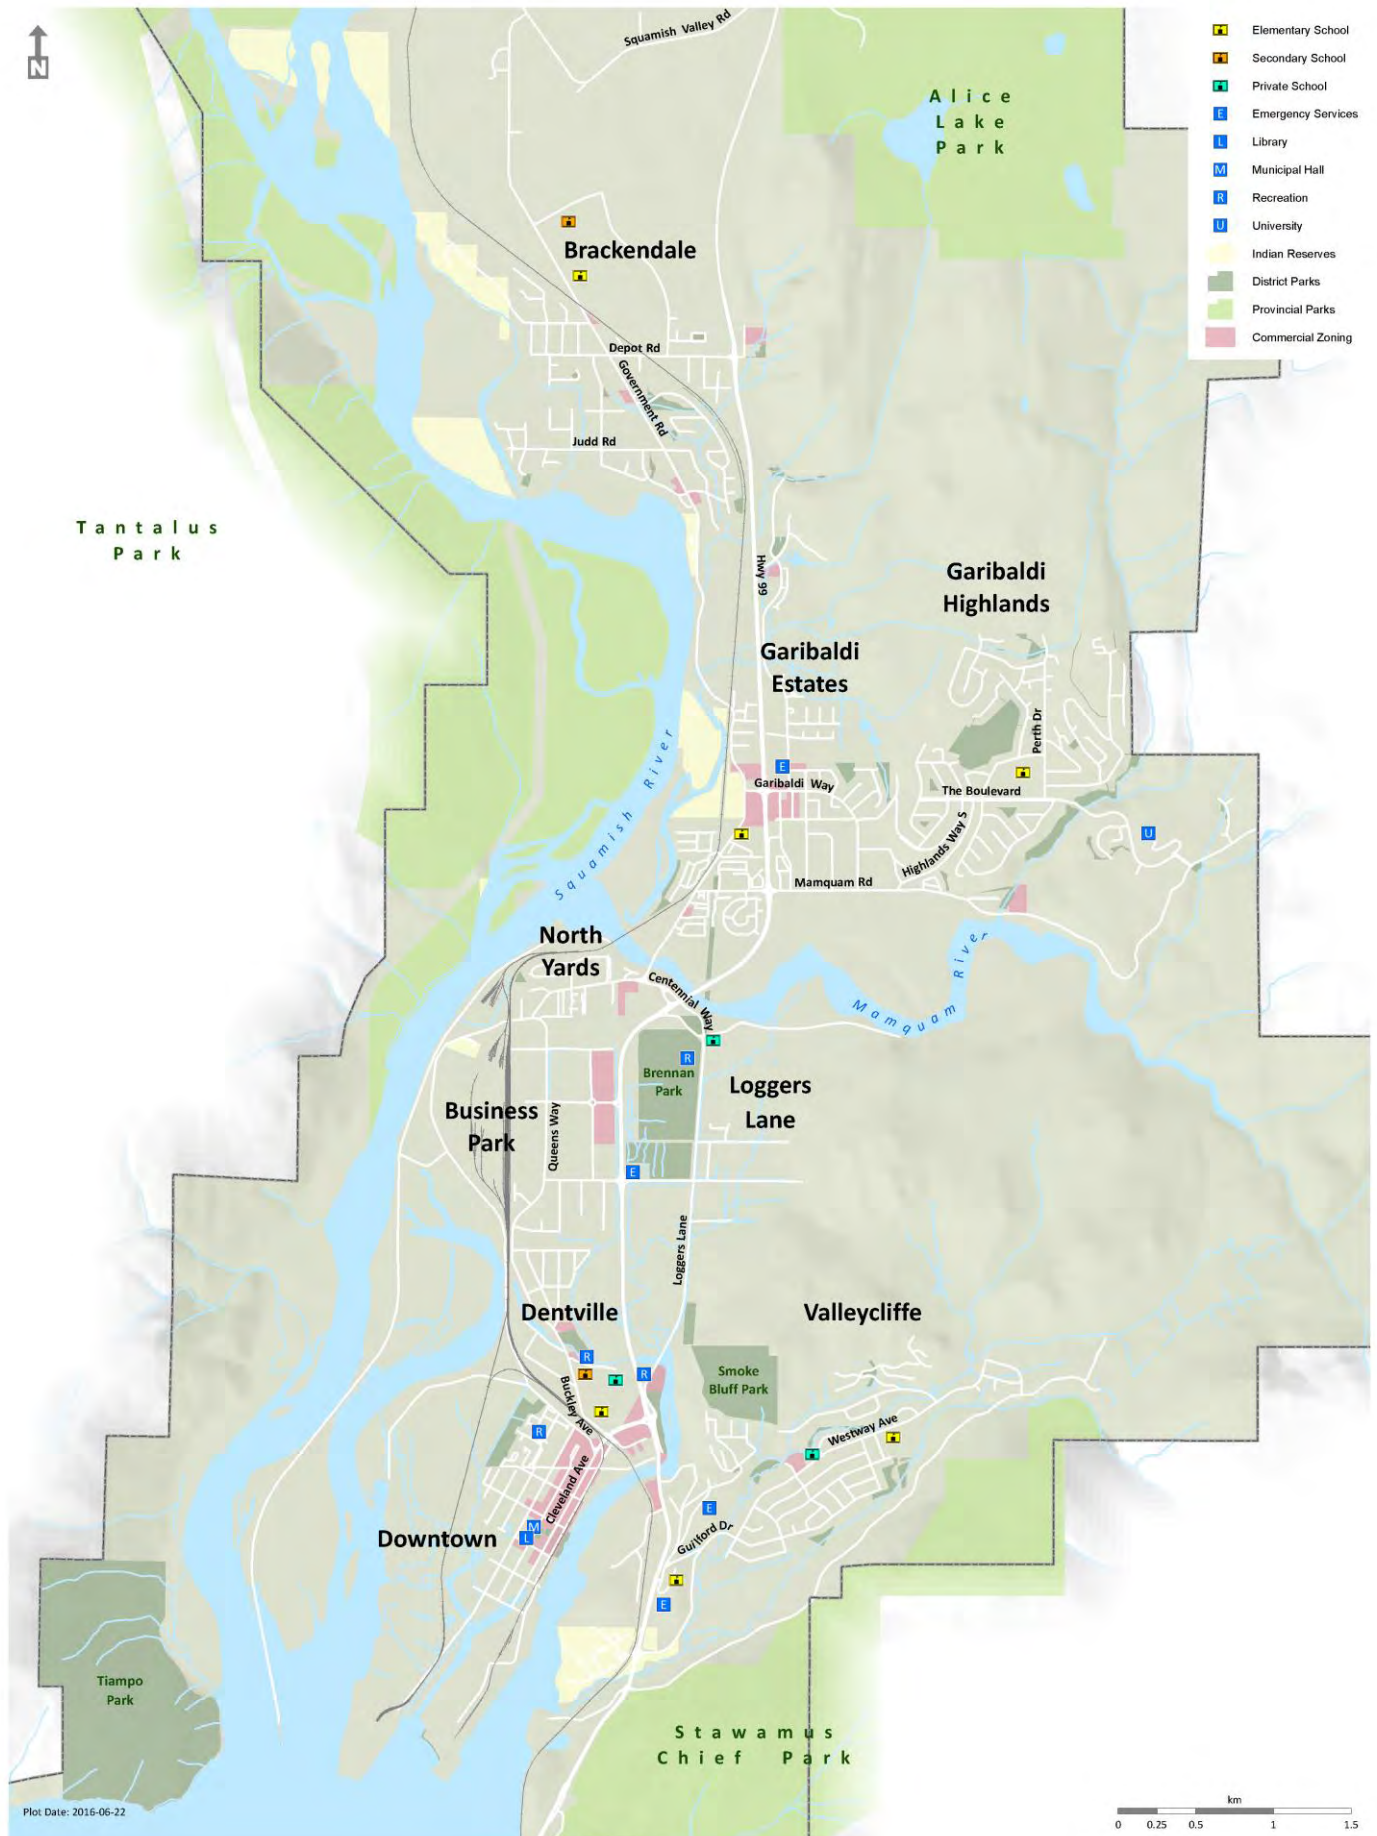 N
Squamish Valley Rd
Alice
Lake
Park
Elementary School
Secondary School
Private School
E Emergency Services
L Library
M Municipal Hall
R Recreation
U University
Indian Reserves
District Parks
Provincial Parks
Commercial Zoning
Brackendale
Depot Rd
Government Rd
Judd Rd
Tantalus
Park
Hwy 99
Garibaldi
Highlands
Garibaldi
Estates
Perth Dr
Squamish River
E
Garibaldi Way
The Boulevard
Highlands Way S
U
Mamquam Rd
North
Yards
Centennial Way
Mamquam River
R
Brennan
Park
Loggers
Lane
Business
Park
Queens Way
E
Loggers Lane
Dentville
Valleycliffe
R
R
Smoke
Bluff Park
Buckley Ave
R
Westway Ave
Cleveland Ave
E
M
L
Downtown
Guilford Dr
E
Tiampo
Park
Stawamus
Chief Park
Plot Date: 2016-06-22
km
0 0.25 0.5 1 1.5